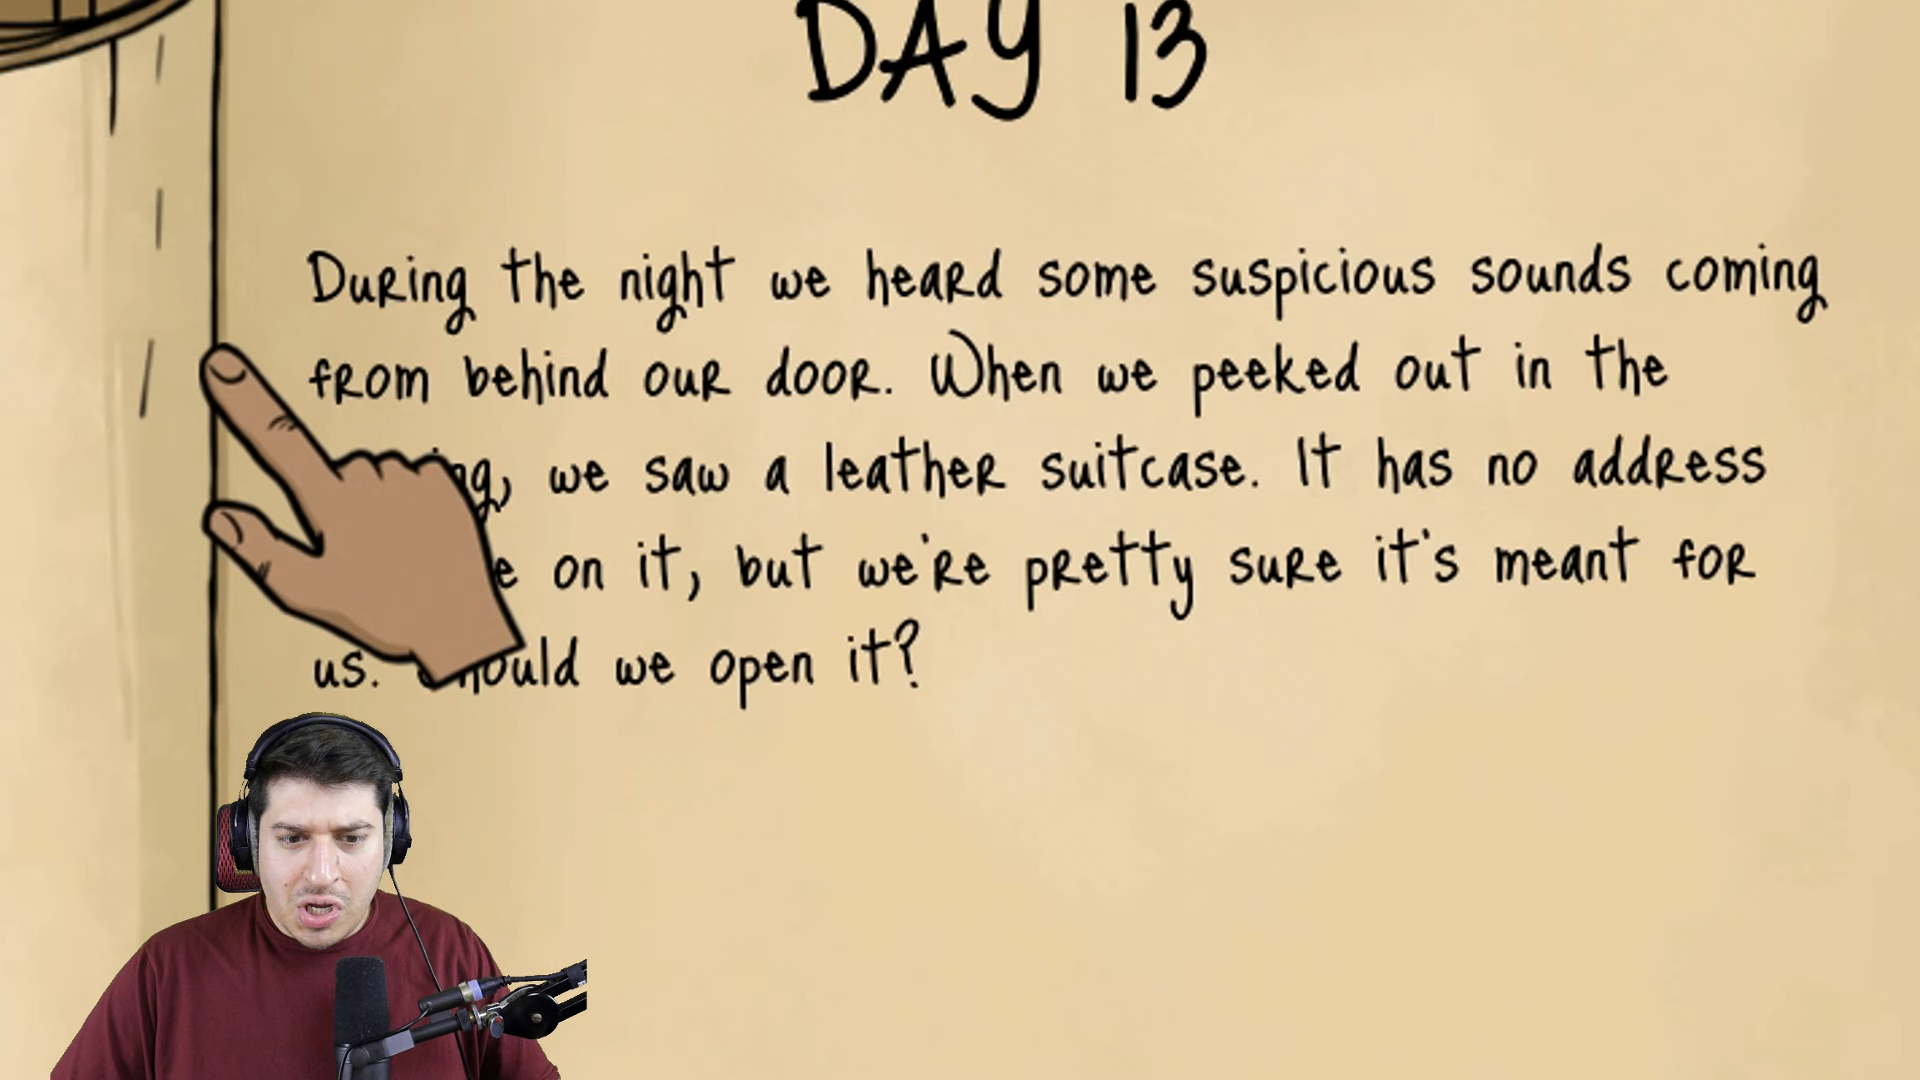 DAY 13
During the night we heard some suspicious sounds coming
from behind our door. When we peeked out in the
we saw a leather suitcase. It has no address
on it, but we're pretty sure it's meant for
us. we open it?